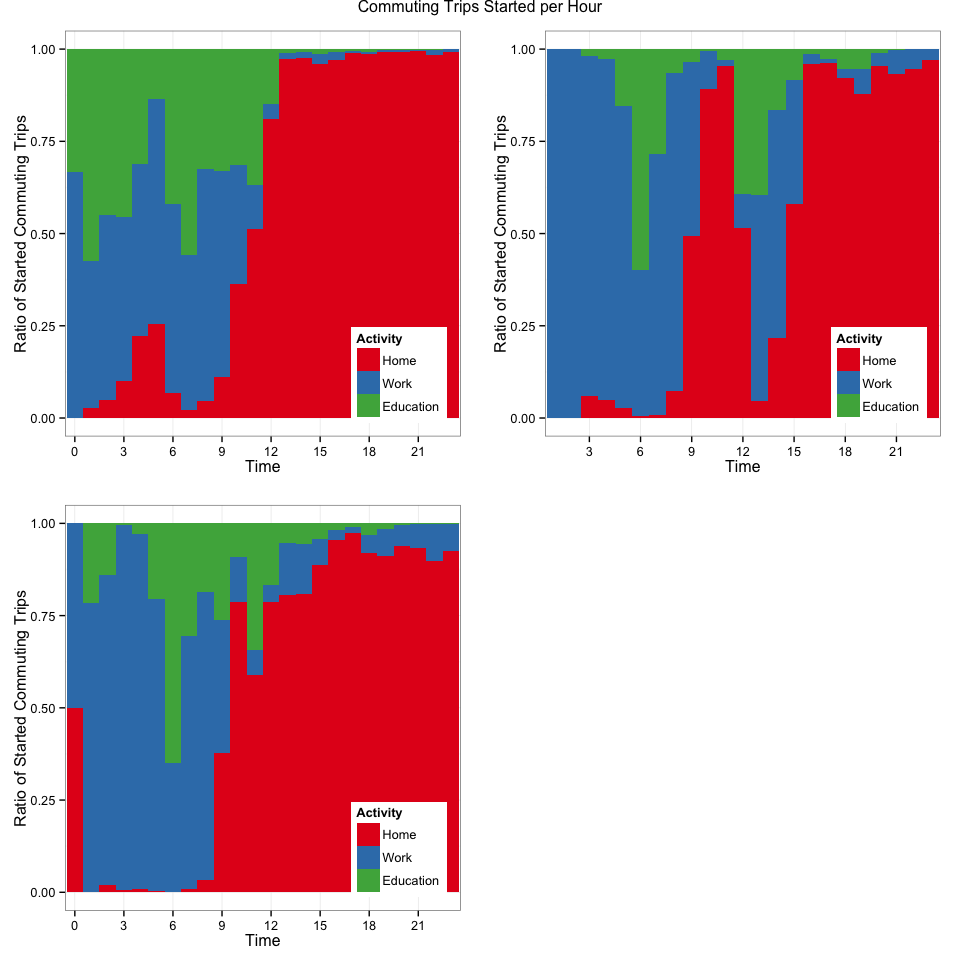 Commuting Trips Started per Hour
Ratio of Started Commuting Trips
1.00
0.75
0.50
0.25
0.00
Activity
Home
Work
Education
0 3 6 9 12 15 18 21
Time
Ratio of Started Commuting Trips
1.00
0.75
0.50
0.25
0.00
Activity
Home
Work
Education
3 6 9 12 15 18 21
Time
Ratio of Started Commuting Trips
1.00
0.75
0.50
0.25
0.00
Activity
Home
Work
Education
0 3 6 9 12 15 18 21
Time